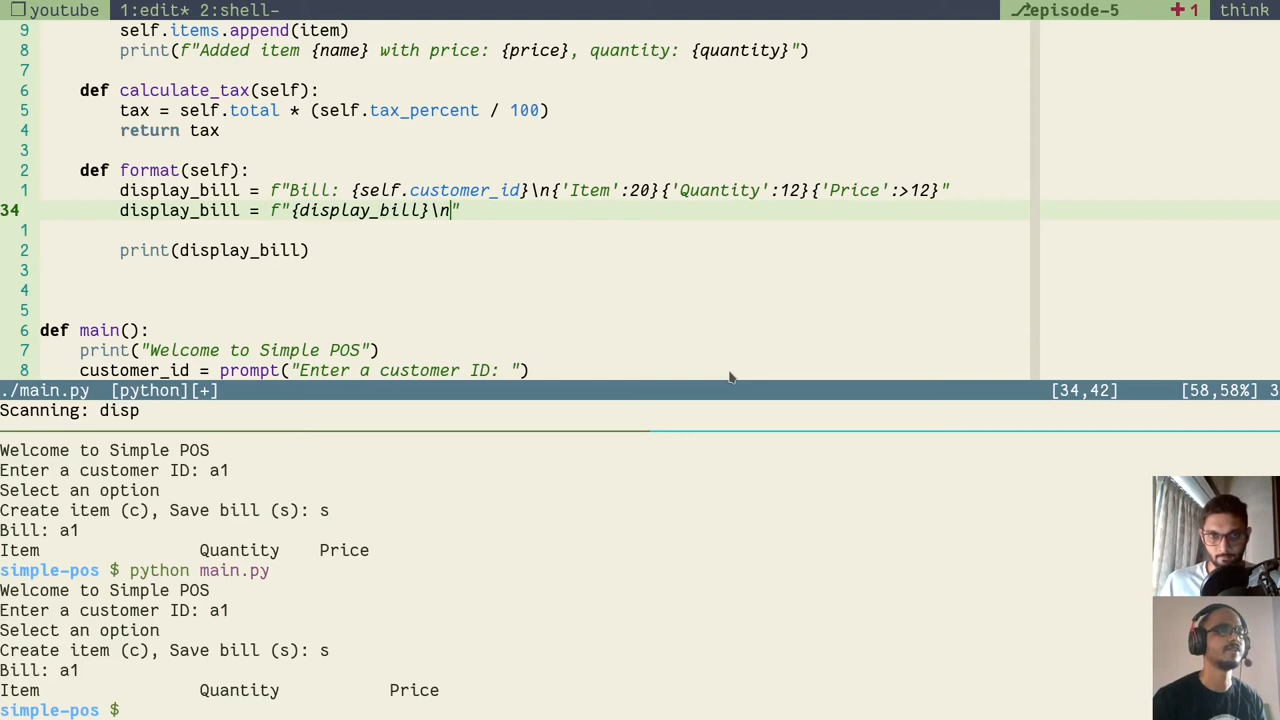 youtube 1:edit* 2:shell- episode-5 +1 think
9 self.items.append(item)
8 print(f"Added item {name} with price: {price}, quantity: {quantity}")
7
6 def calculate_tax(self):
5 tax = self.total * (self.tax_percent / 100)
4 return tax
3
2 def format(self):
1 display_bill = f"Bill: {self.customer_id}\n{'Item':20}{'Quantity':12}{'Price':>12}"
34 display_bill = f"{display_bill}\n"
1
2 print(display_bill)
3
4
5
6 def main():
7 print("Welcome to Simple POS")
8 customer_id = prompt("Enter a customer ID: ")
./main.py [python][+] [34,42] [58,58%] 3
Scanning: disp
Welcome to Simple POS
Enter a customer ID: a1
Select an option
Create item (c), Save bill (s): s
Bill: a1
Item Quantity Price
simple-pos $ python main.py
Welcome to Simple POS
Enter a customer ID: a1
Select an option
Create item (c), Save bill (s): s
Bill: a1
Item Quantity Price
simple-pos $